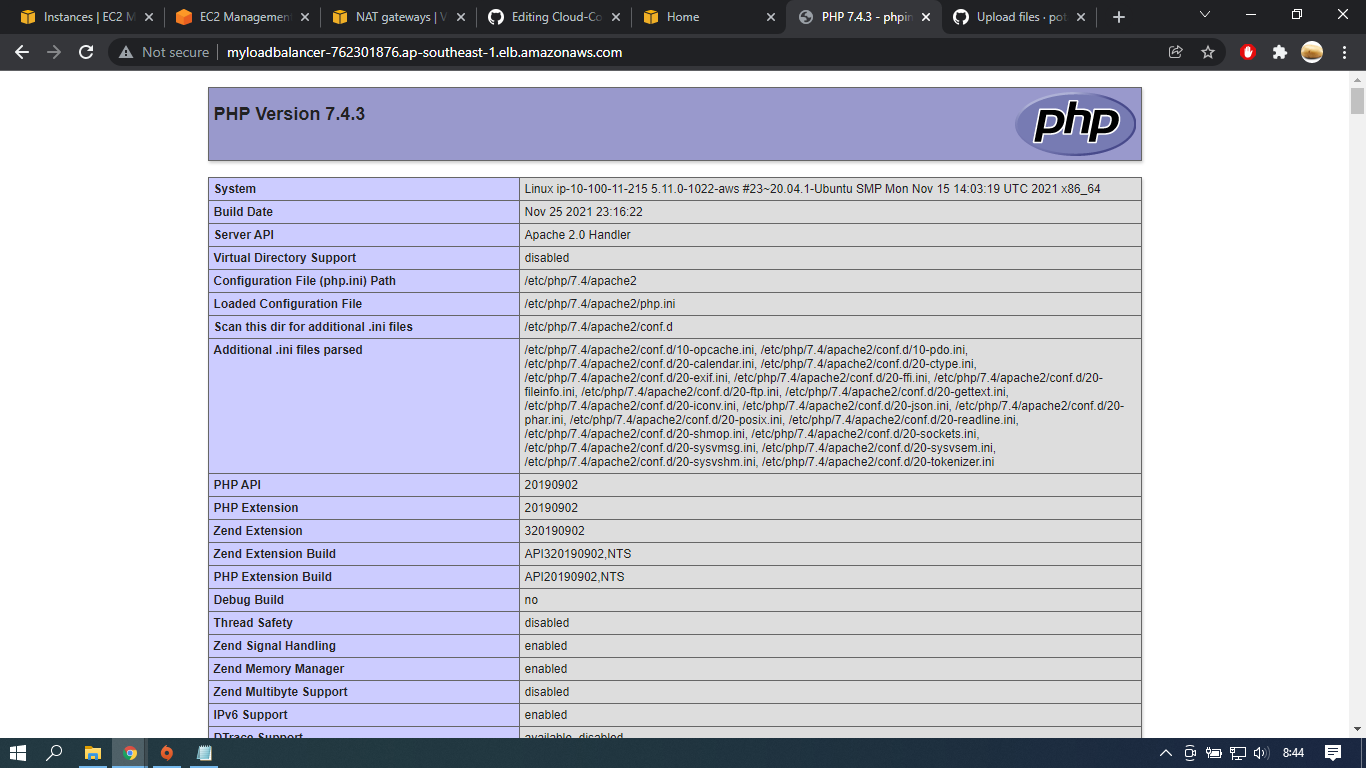 Instances | EC2 M
EC2 Management
NAT gateways | V
Editing Cloud-Co
Home
PHP 7.4.3 - phpin
Upload files · pot
Not secure
myloadbalancer-762301876.ap-southeast-1.elb.amazonaws.com
PHP Version 7.4.3
php
System Linux ip-10-100-11-215 5.11.0-1022-aws #23~20.04.1-Ubuntu SMP Mon Nov 15 14:03:19 UTC 2021 x86_64
Build Date Nov 25 2021 23:16:22
Server API Apache 2.0 Handler
Virtual Directory Support disabled
Configuration File (php.ini) Path /etc/php/7.4/apache2
Loaded Configuration File /etc/php/7.4/apache2/php.ini
Scan this dir for additional .ini files /etc/php/7.4/apache2/conf.d
Additional .ini files parsed /etc/php/7.4/apache2/conf.d/10-opcache.ini, /etc/php/7.4/apache2/conf.d/10-pdo.ini,
/etc/php/7.4/apache2/conf.d/20-calendar.ini, /etc/php/7.4/apache2/conf.d/20-ctype.ini,
/etc/php/7.4/apache2/conf.d/20-exif.ini, /etc/php/7.4/apache2/conf.d/20-ffi.ini, /etc/php/7.4/apache2/conf.d/20-
fileinfo.ini, /etc/php/7.4/apache2/conf.d/20-ftp.ini, /etc/php/7.4/apache2/conf.d/20-gettext.ini,
/etc/php/7.4/apache2/conf.d/20-iconv.ini, /etc/php/7.4/apache2/conf.d/20-json.ini, /etc/php/7.4/apache2/conf.d/20-
phar.ini, /etc/php/7.4/apache2/conf.d/20-posix.ini, /etc/php/7.4/apache2/conf.d/20-readline.ini,
/etc/php/7.4/apache2/conf.d/20-shmop.ini, /etc/php/7.4/apache2/conf.d/20-sockets.ini,
/etc/php/7.4/apache2/conf.d/20-sysvmsg.ini, /etc/php/7.4/apache2/conf.d/20-sysvsem.ini,
/etc/php/7.4/apache2/conf.d/20-sysvshm.ini, /etc/php/7.4/apache2/conf.d/20-tokenizer.ini
PHP API 20190902
PHP Extension 20190902
Zend Extension 320190902
Zend Extension Build API320190902,NTS
PHP Extension Build API20190902,NTS
Debug Build no
Thread Safety disabled
Zend Signal Handling enabled
Zend Memory Manager enabled
Zend Multibyte Support disabled
IPv6 Support enabled
DTrace Support available, disabled
8:44